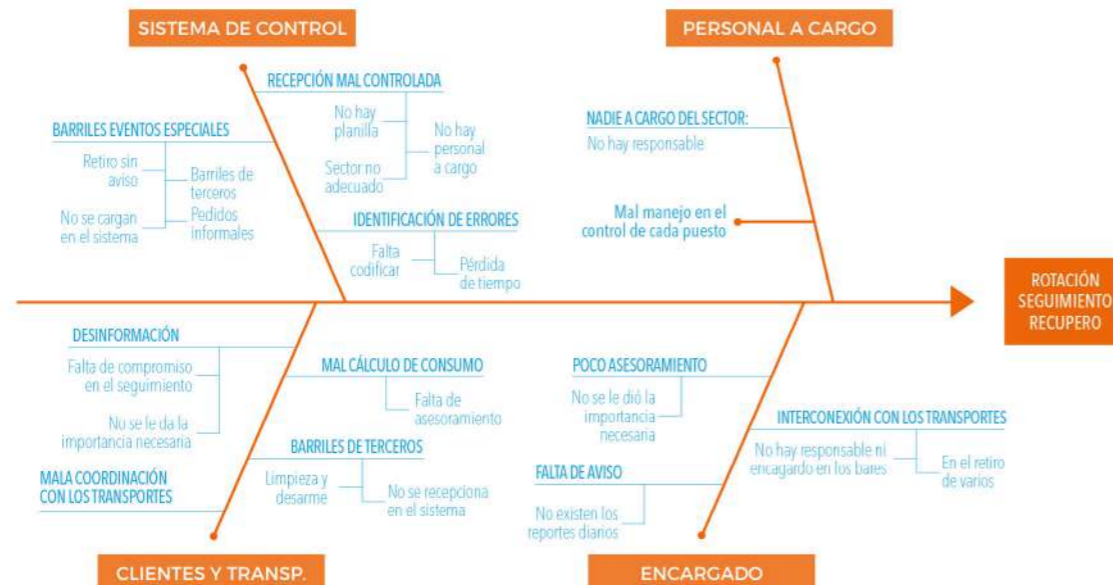 SISTEMA DE CONTROL
PERSONAL A CARGO
RECEPCIÓN MAL CONTROLADA
No hay
planilla
No hay
personal
a cargo
Sector no
adecuado
BARRILES EVENTOS ESPECIALES
Retiro sin
aviso
Barriles de
terceros
No se cargan
en el sistema
Pedidos
informales
IDENTIFICACIÓN DE ERRORES
Falta
codificar
Pérdida
de tiempo
NADIE A CARGO DEL SECTOR:
No hay responsable
Mal manejo en el
control de cada puesto
ROTACIÓN
SEGUIMIENTO
RECUPERO
DESINFORMACIÓN
Falta de compromiso
en el seguimiento
No se le da la
importancia necesaria
MALA COORDINACIÓN
CON LOS TRANSPORTES
MAL CÁLCULO DE CONSUMO
Falta de
asesoramiento
BARRILES DE TERCEROS
Limpieza y
desarme
No se recepciona
en el sistema
POCO ASESORAMIENTO
No se le dió la
importancia
necesaria
INTERCONEXIÓN CON LOS TRANSPORTES
No hay responsable ni
encagardo en los bares
En el retiro
de varios
FALTA DE AVISO
No existen los
reportes diarios
CLIENTES Y TRANSP.
ENCARGADO